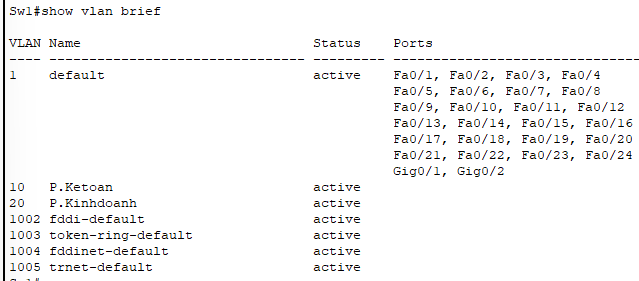 Sw1#show vlan brief
VLAN Name                             Status    Ports
---- -------------------------------- --------- -------------------------------
1    default                          active    Fa0/1, Fa0/2, Fa0/3, Fa0/4
                                                Fa0/5, Fa0/6, Fa0/7, Fa0/8
                                                Fa0/9, Fa0/10, Fa0/11, Fa0/12
                                                Fa0/13, Fa0/14, Fa0/15, Fa0/16
                                                Fa0/17, Fa0/18, Fa0/19, Fa0/20
                                                Fa0/21, Fa0/22, Fa0/23, Fa0/24
                                                Gig0/1, Gig0/2
10   P.Ketoan                         active
20   P.Kinhdoanh                      active
1002 fddi-default                     active
1003 token-ring-default               active
1004 fddinet-default                  active
1005 trnet-default                    active